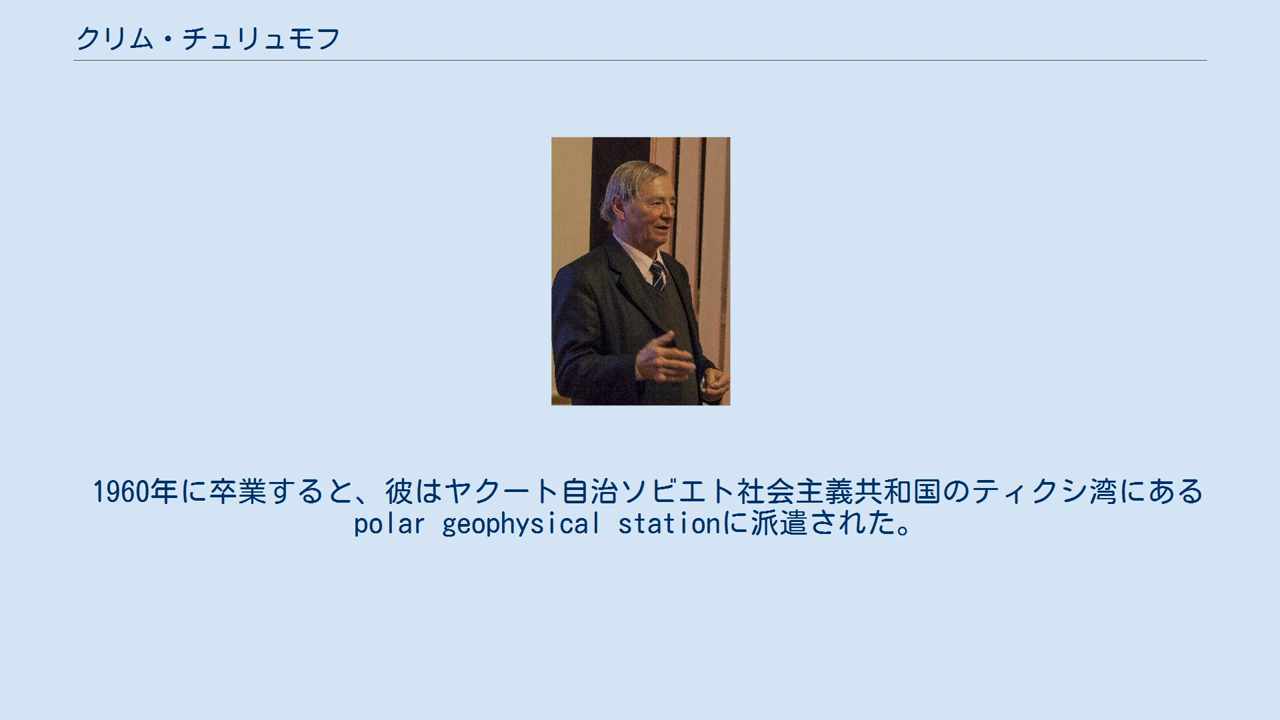 クリム・チュリュモフ
1960年に卒業すると、彼はヤクート自治ソビエト社会主義共和国のティクシ湾にある
polar geophysical stationに派遣された。